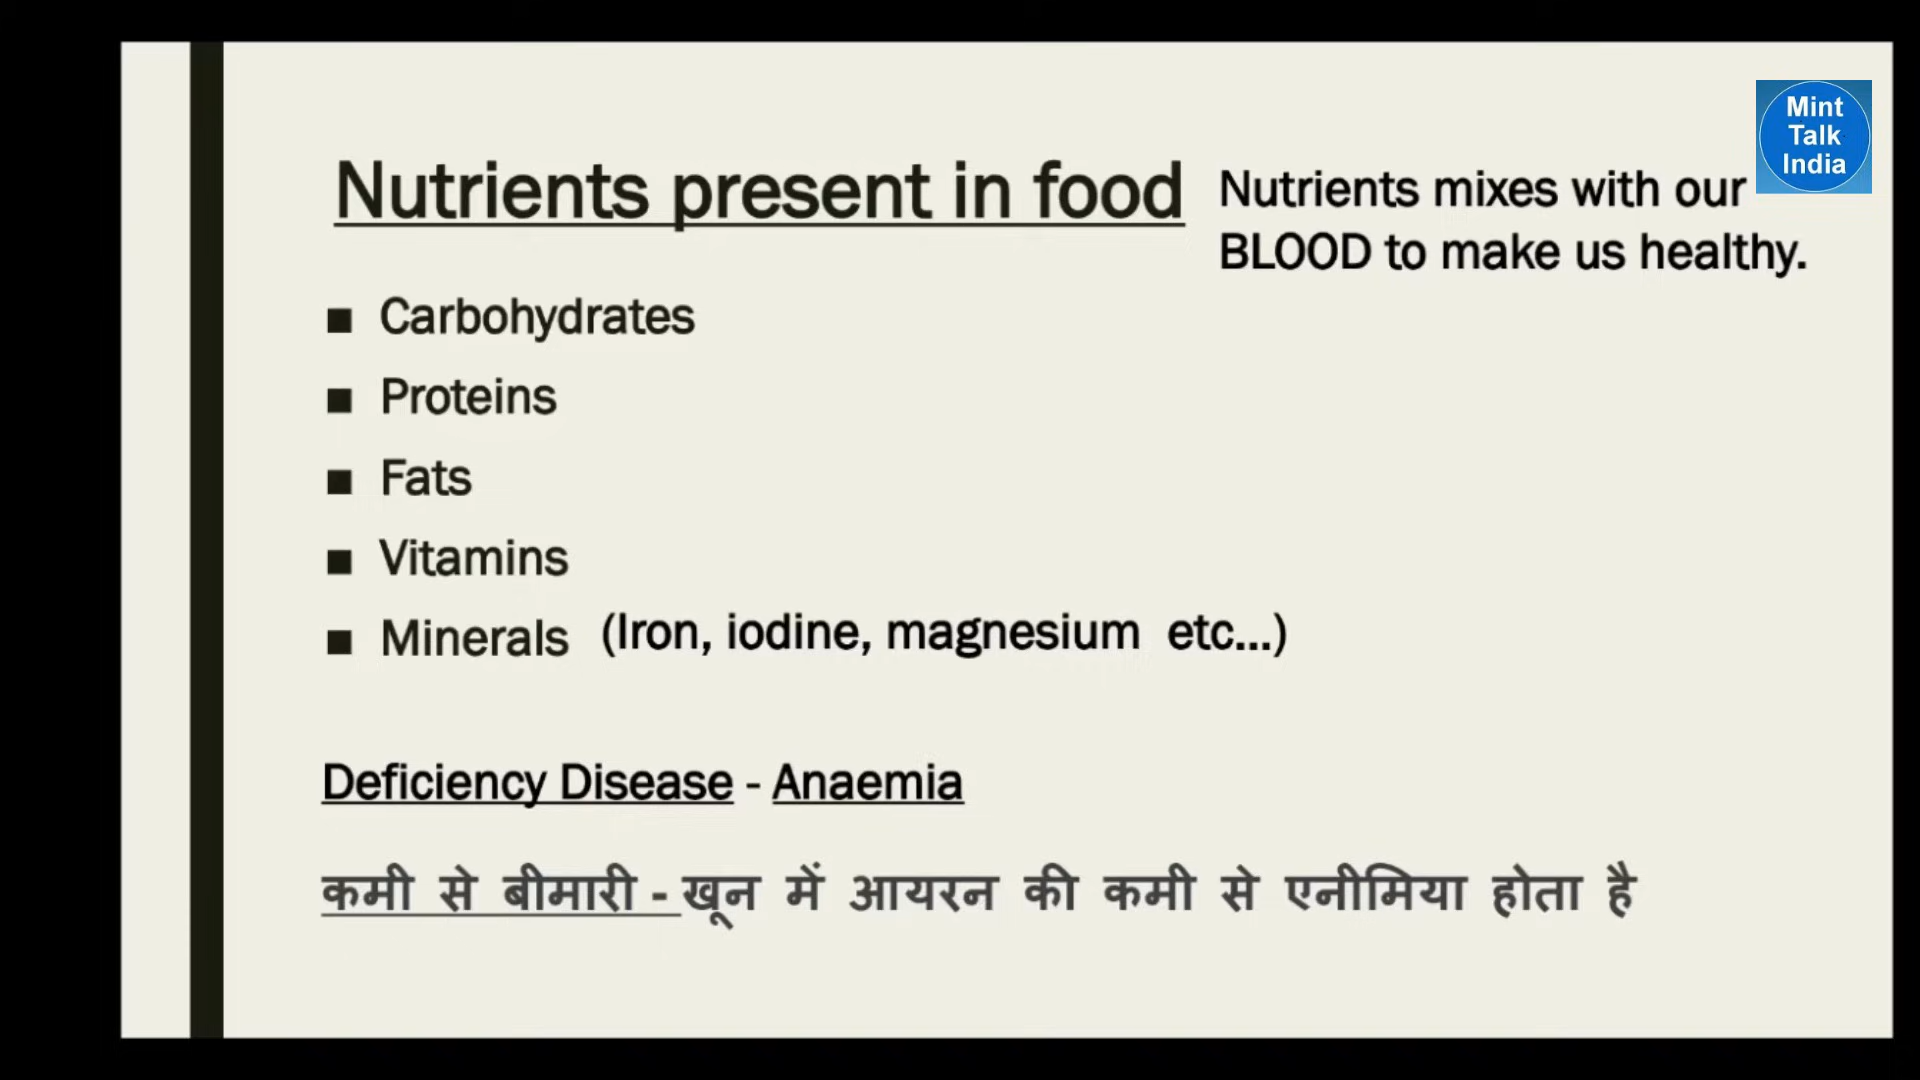 Mint
Talk
India
Nutrients present in food
Nutrients mixes with our
BLOOD to make us healthy.
■ Carbohydrates
■ Proteins
■ Fats
■ Vitamins
■ Minerals (Iron, iodine, magnesium etc...)
Deficiency Disease - Anaemia
कमी से बीमारी - खून में आयरन की कमी से एनीमिया होता है